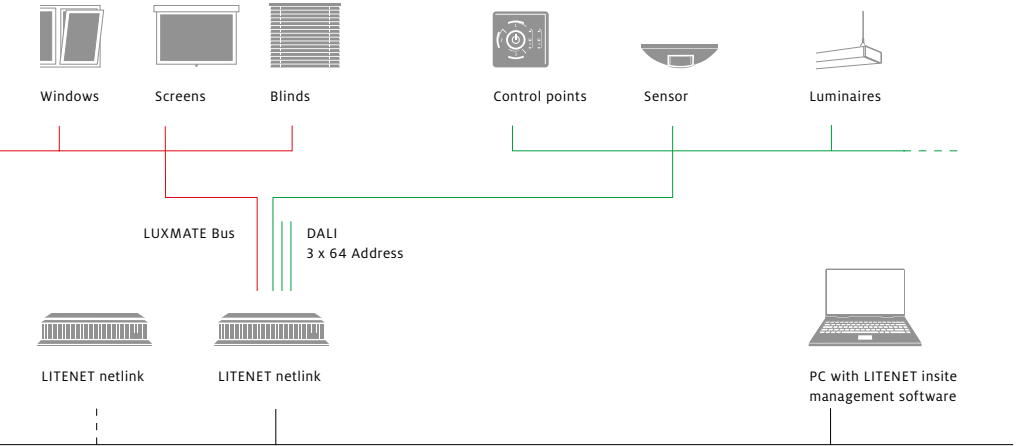 Windows
Screens
Blinds
Control points
Sensor
Luminaires
LUXMATE Bus
DALI
3 x 64 Address
LITENET netlink
LITENET netlink
PC with LITENET insite
management software